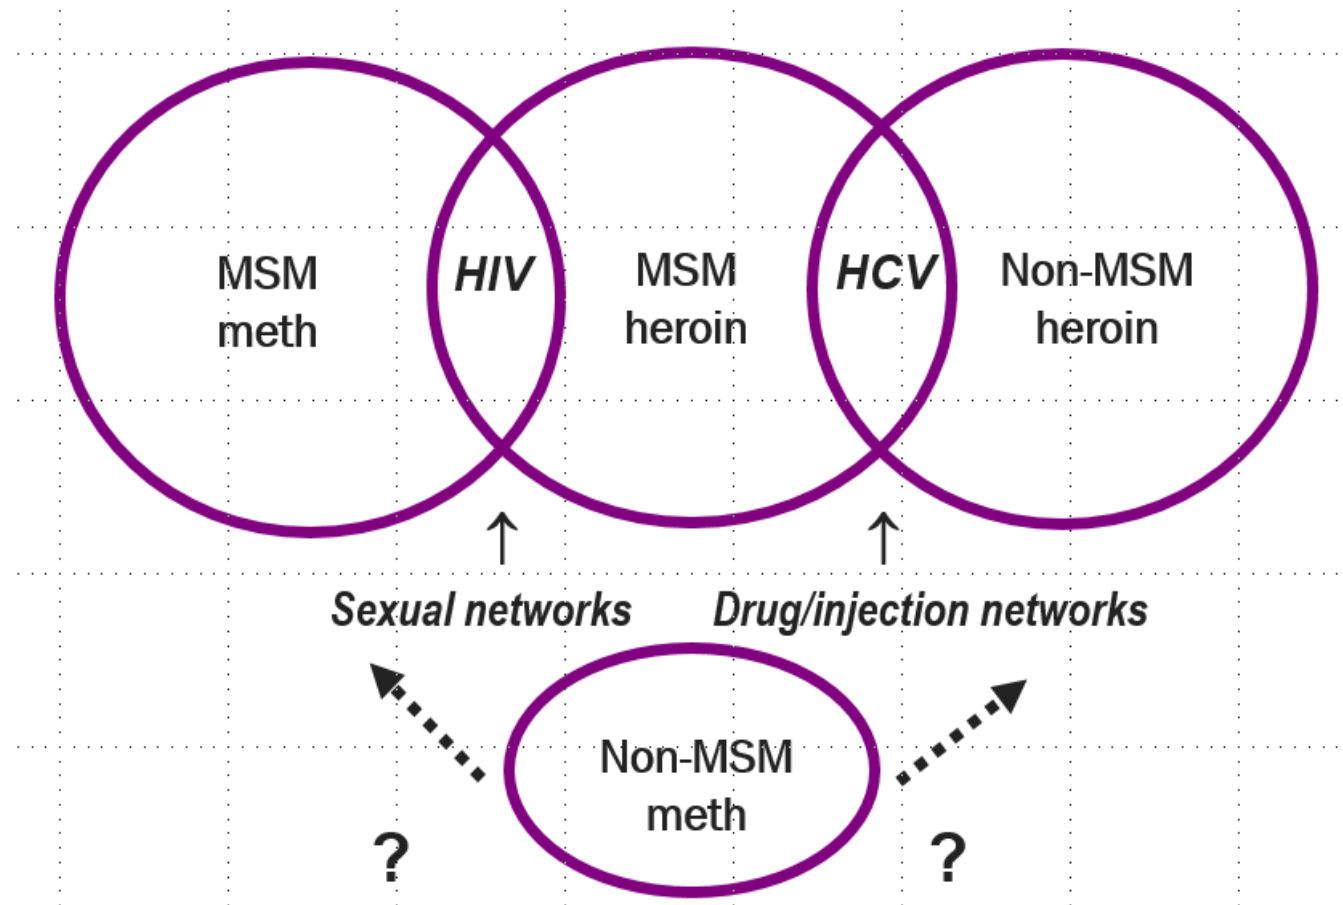 MSM
meth
HIV
MSM
heroin
HCV
Non-MSM
heroin
Sexual networks
Drug/injection networks
Non-MSM
meth
?
?